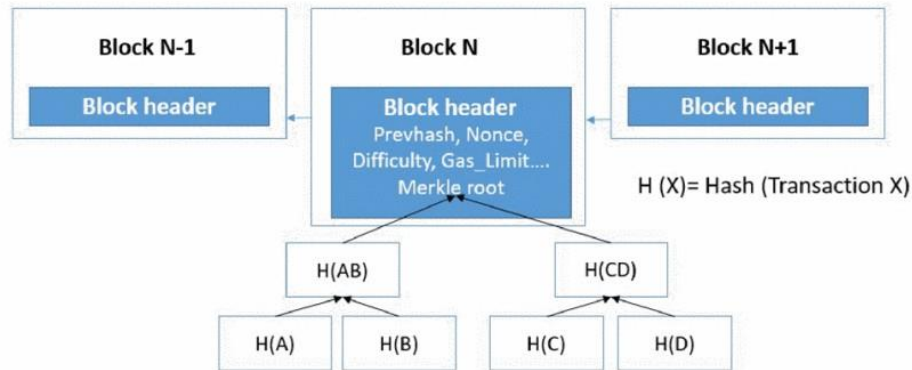 Block N-1
Block N
Block N+1
Block header
Block header
Block header
Prevhash, Nonce,
Difficulty, Gas_Limit....
Merkle root
H (X)= Hash (Transaction X)
H(AB)
H(CD)
H(A)
H(B)
H(C)
H(D)